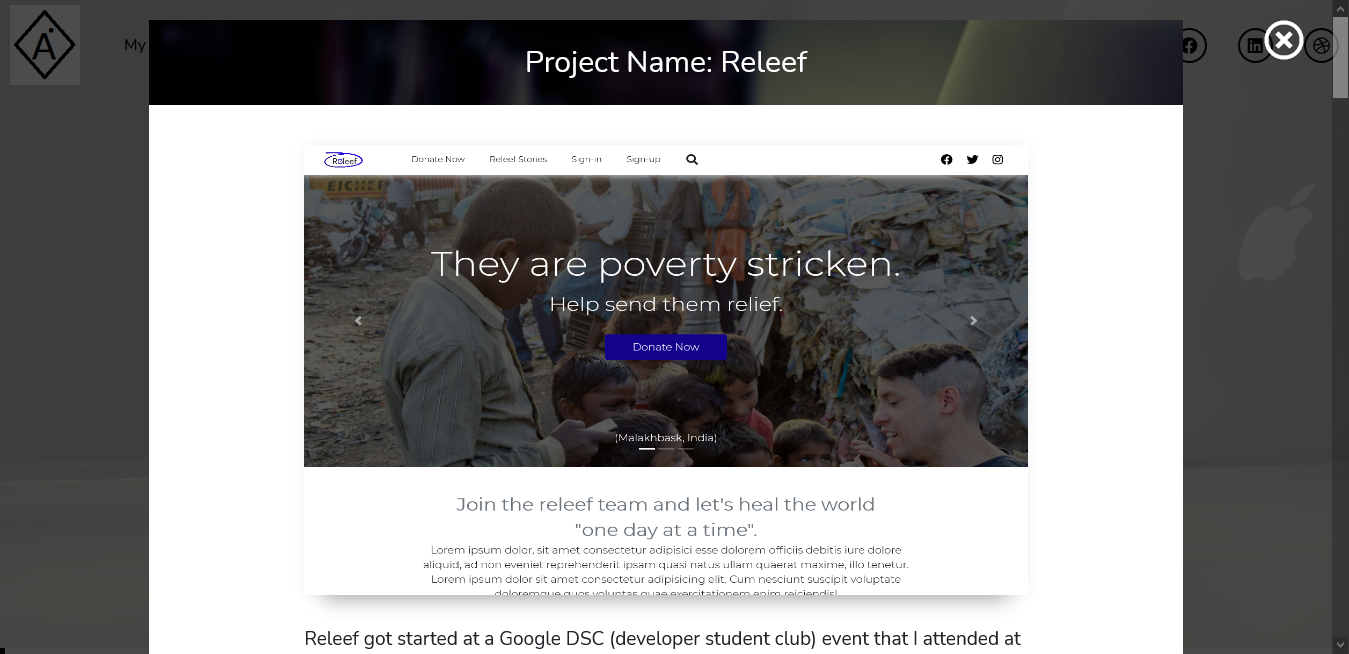 A
My
Project Name: Releef
Releef
Donate Now
Releef Stories
Sign-in
Sign-up
EICHER
They are poverty stricken.
Help send them relief.
Donate Now
(Malakhbask, India)
Join the releef team and let's heal the world
"one day at a time".
Lorem ipsum dolor, sit amet consectetur adipisici esse dolorem officiis debitis iure dolore
aliquid, ad non eveniet reprehenderit ipsam quasi natus ullam quaerat maxime, illo tenetur.
Lorem ipsum dolor sit amet consectetur adipisicing elit. Cum nesciunt suscipit voluptate
doloremque quos voluptas quae exercitationem enim reiciendis!
Releef got started at a Google DSC (developer student club) event that I attended at